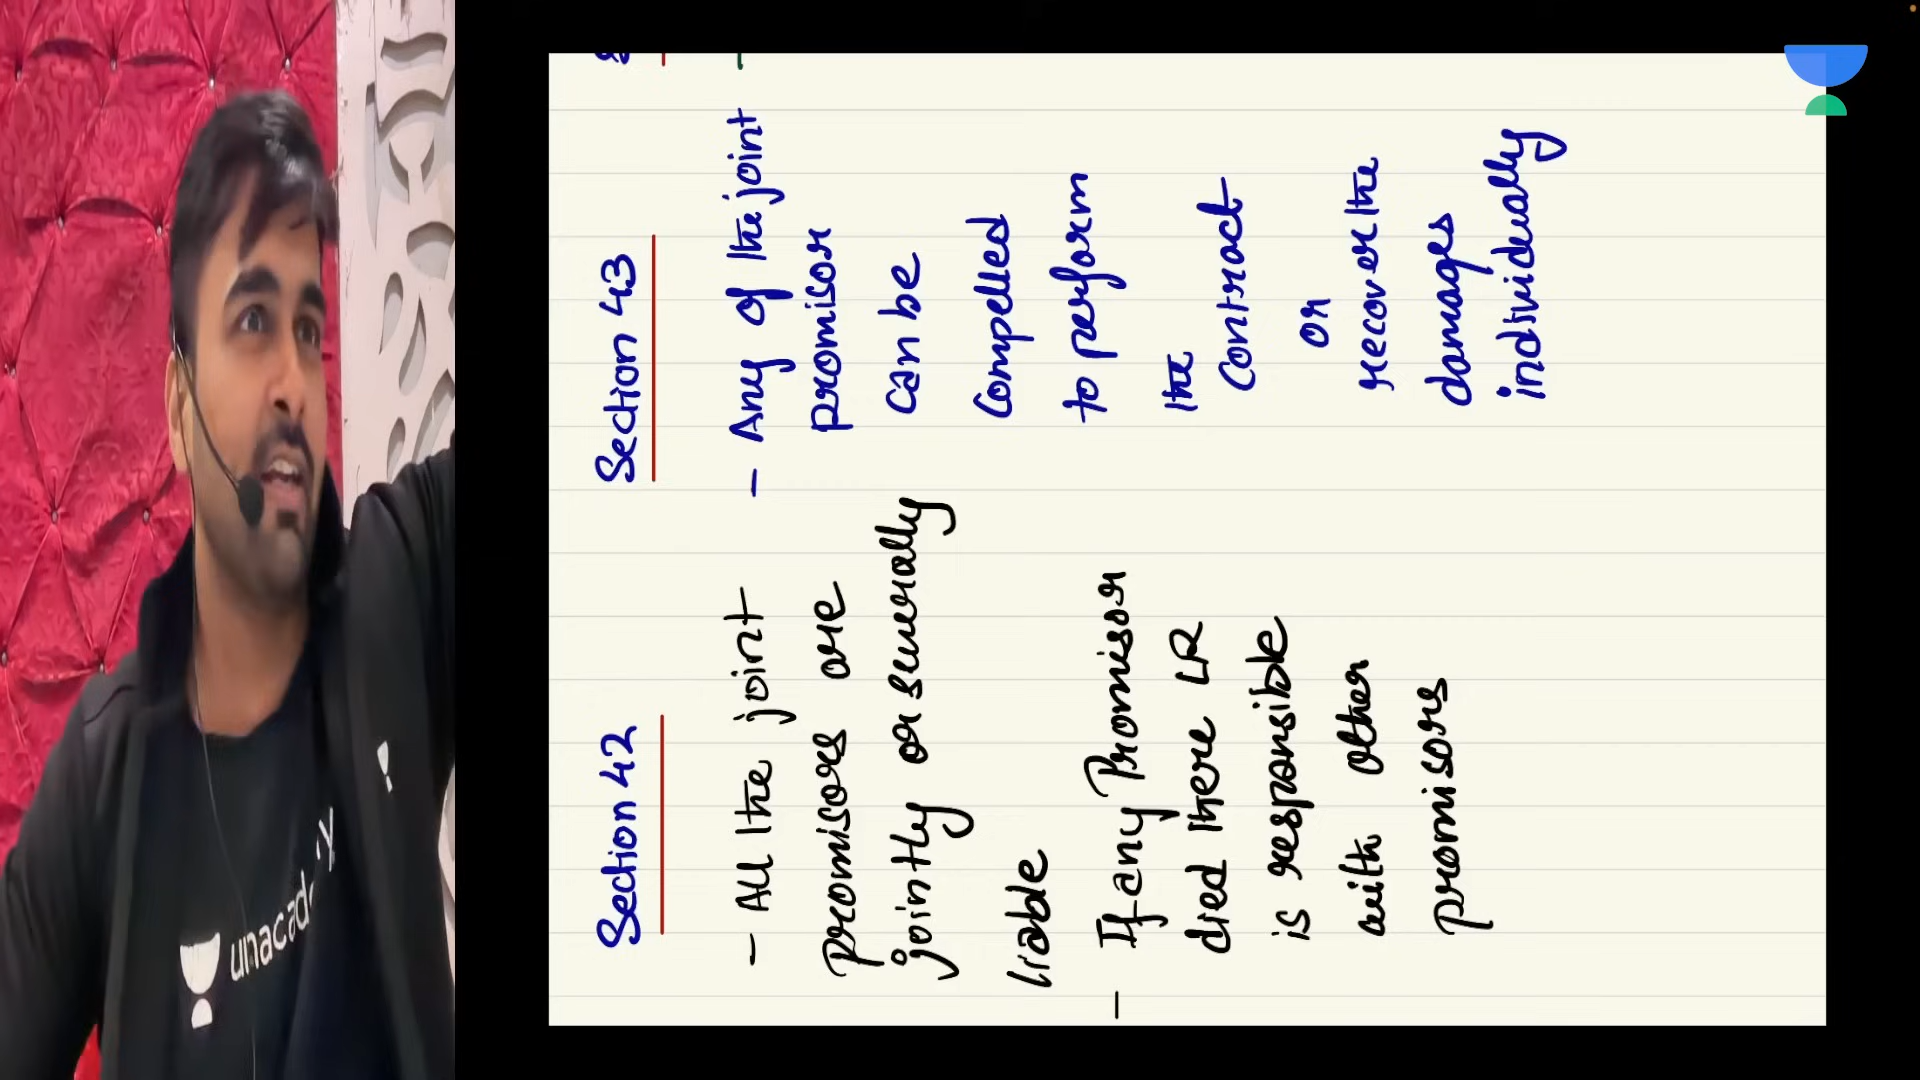 Section 42
- All the joint
promisors are
jointly or severally
liable
- If any Promisor
died there LR
is responsible
with other
promisors
Section 43
- Any of the joint
promisor
can be
Compelled
to perform
the
Contract
or
recover the
damages
individually
unacademy